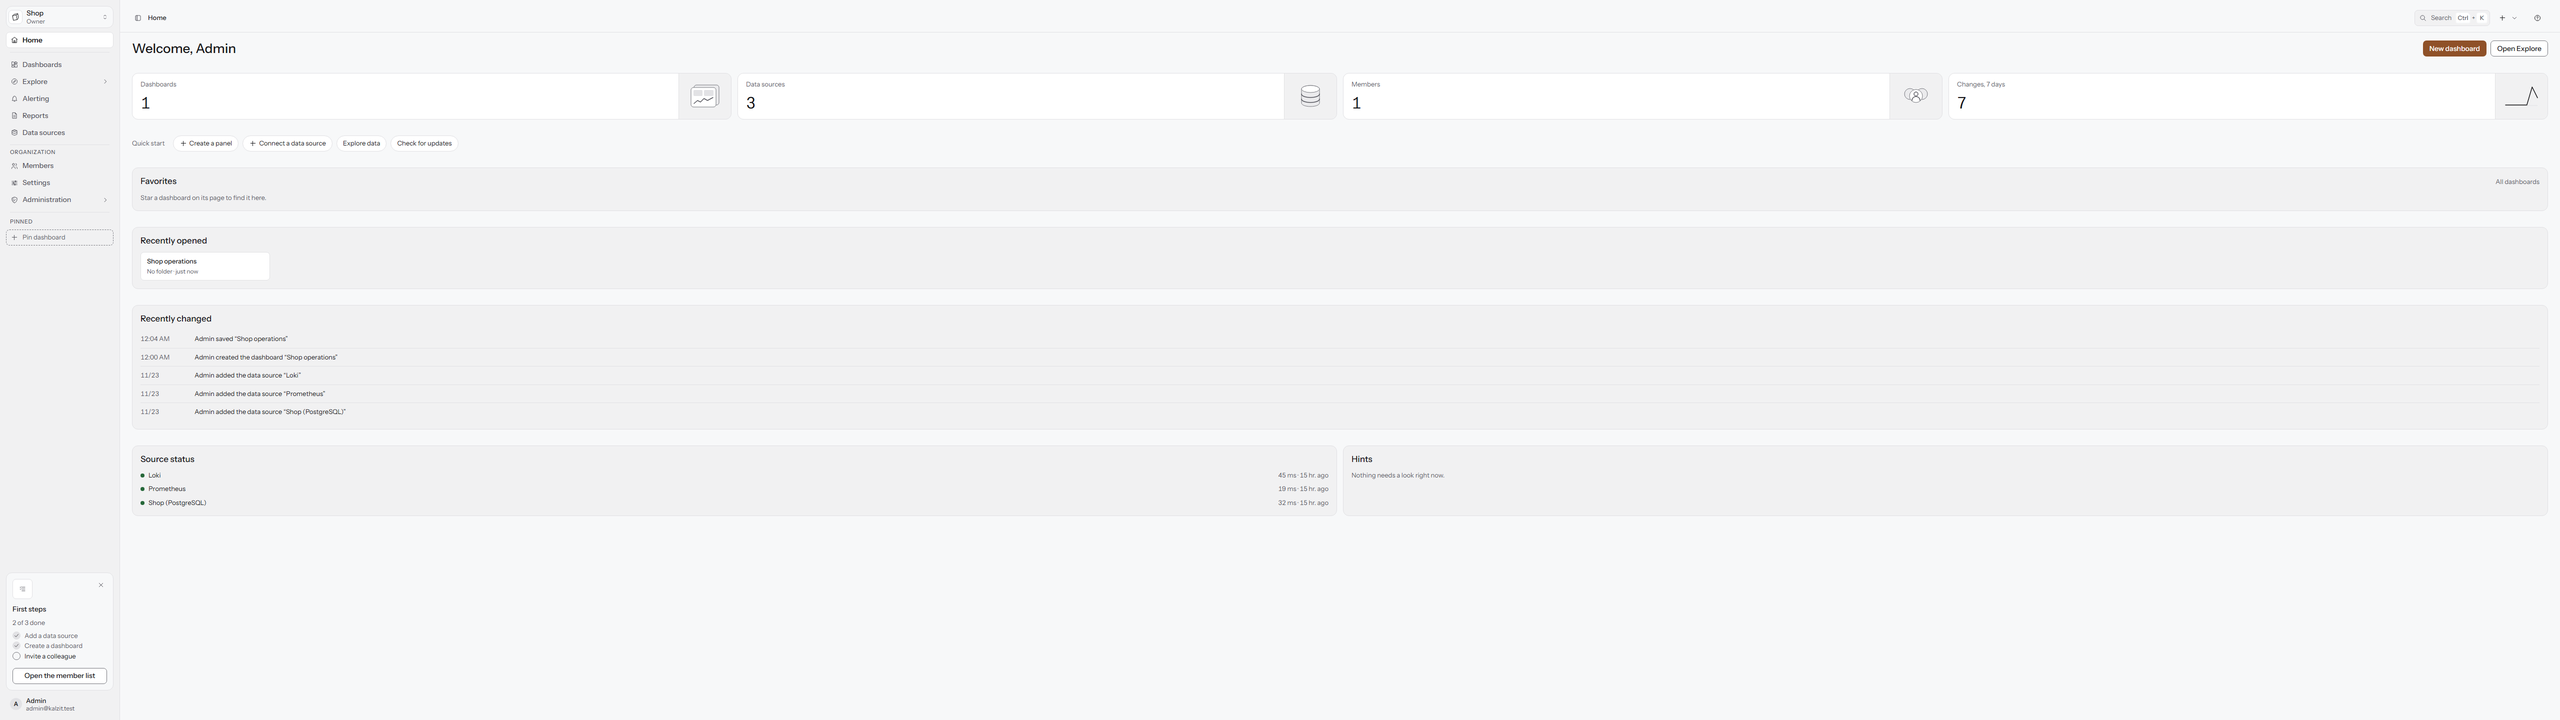 Shop
Owner
Home
Dashboards
Explore
Alerting
Reports
Data sources
ORGANIZATION
Members
Settings
Administration
PINNED
Pin dashboard
First steps
2 of 3 done
Add a data source
Create a dashboard
Invite a colleague
Open the member list
A
Admin
admin@kalzit.test
Home
Search Ctrl + K
Welcome, Admin
New dashboard
Open Explore
Dashboards
1
Data sources
3
Members
1
Changes, 7 days
7
Quick start
Create a panel
Connect a data source
Explore data
Check for updates
Favorites
All dashboards
Star a dashboard on its page to find it here.
Recently opened
Shop operations
No folder · just now
Recently changed
12:04 AM Admin saved “Shop operations”
12:00 AM Admin created the dashboard “Shop operations”
11/23 Admin added the data source “Loki”
11/23 Admin added the data source “Prometheus”
11/23 Admin added the data source “Shop (PostgreSQL)”
Source status
Loki 45 ms · 15 hr. ago
Prometheus 19 ms · 15 hr. ago
Shop (PostgreSQL) 32 ms · 15 hr. ago
Hints
Nothing needs a look right now.